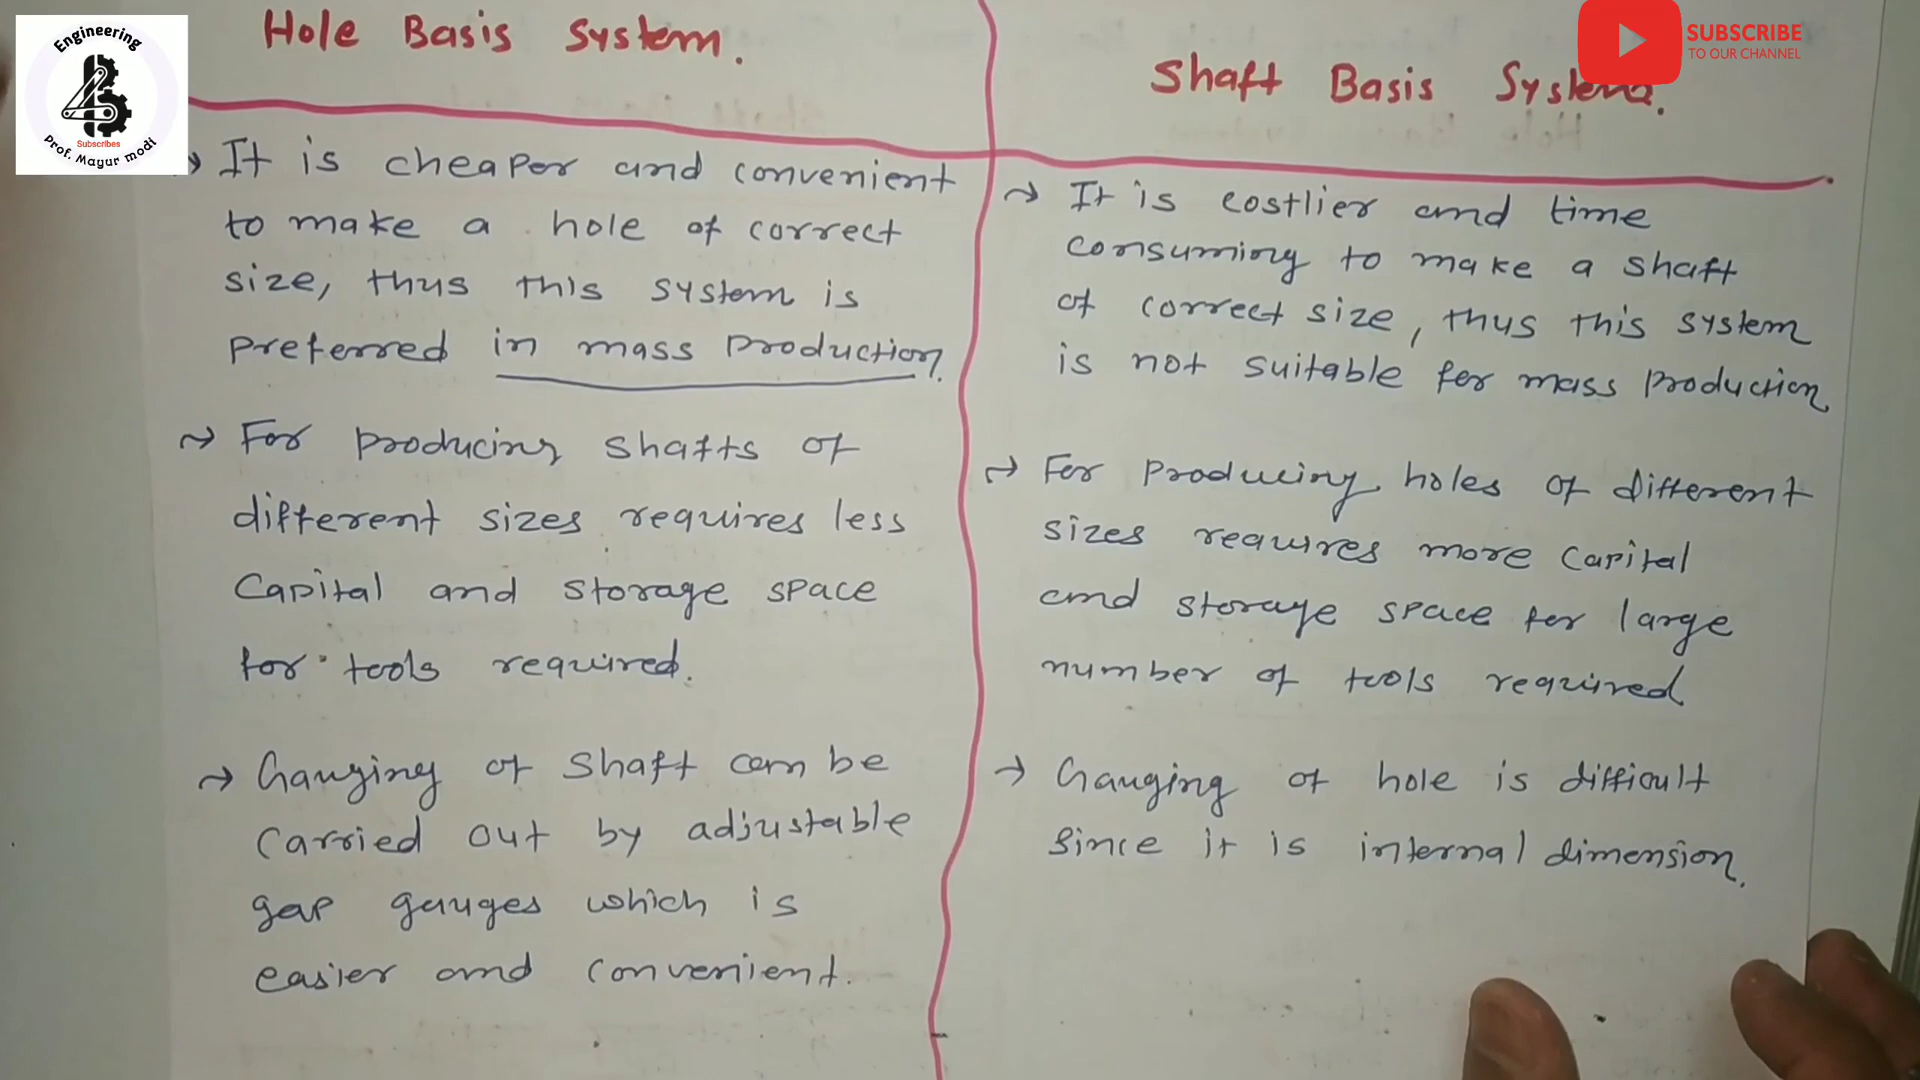 Engineering
Subscribes
Prof. Mayur modi
SUBSCRIBE
TO OUR CHANNEL
Hole Basis System.
→ It is cheaper and convenient
to make a hole of correct
size, thus this system is
preferred in mass production.
→ For producing shafts of
different sizes requires less
Capital and storage space
for tools required.
→ Gauging of shaft can be
carried out by adjustable
gap gauges which is
easier and convenient.
Shaft Basis System.
→ It is costlier and time
consuming to make a shaft
of correct size, thus this system
is not suitable for mass production
→ For producing holes of different
sizes requires more capital
and storage space for large
number of tools required
→ Gauging of hole is difficult
Since it is internal dimension.